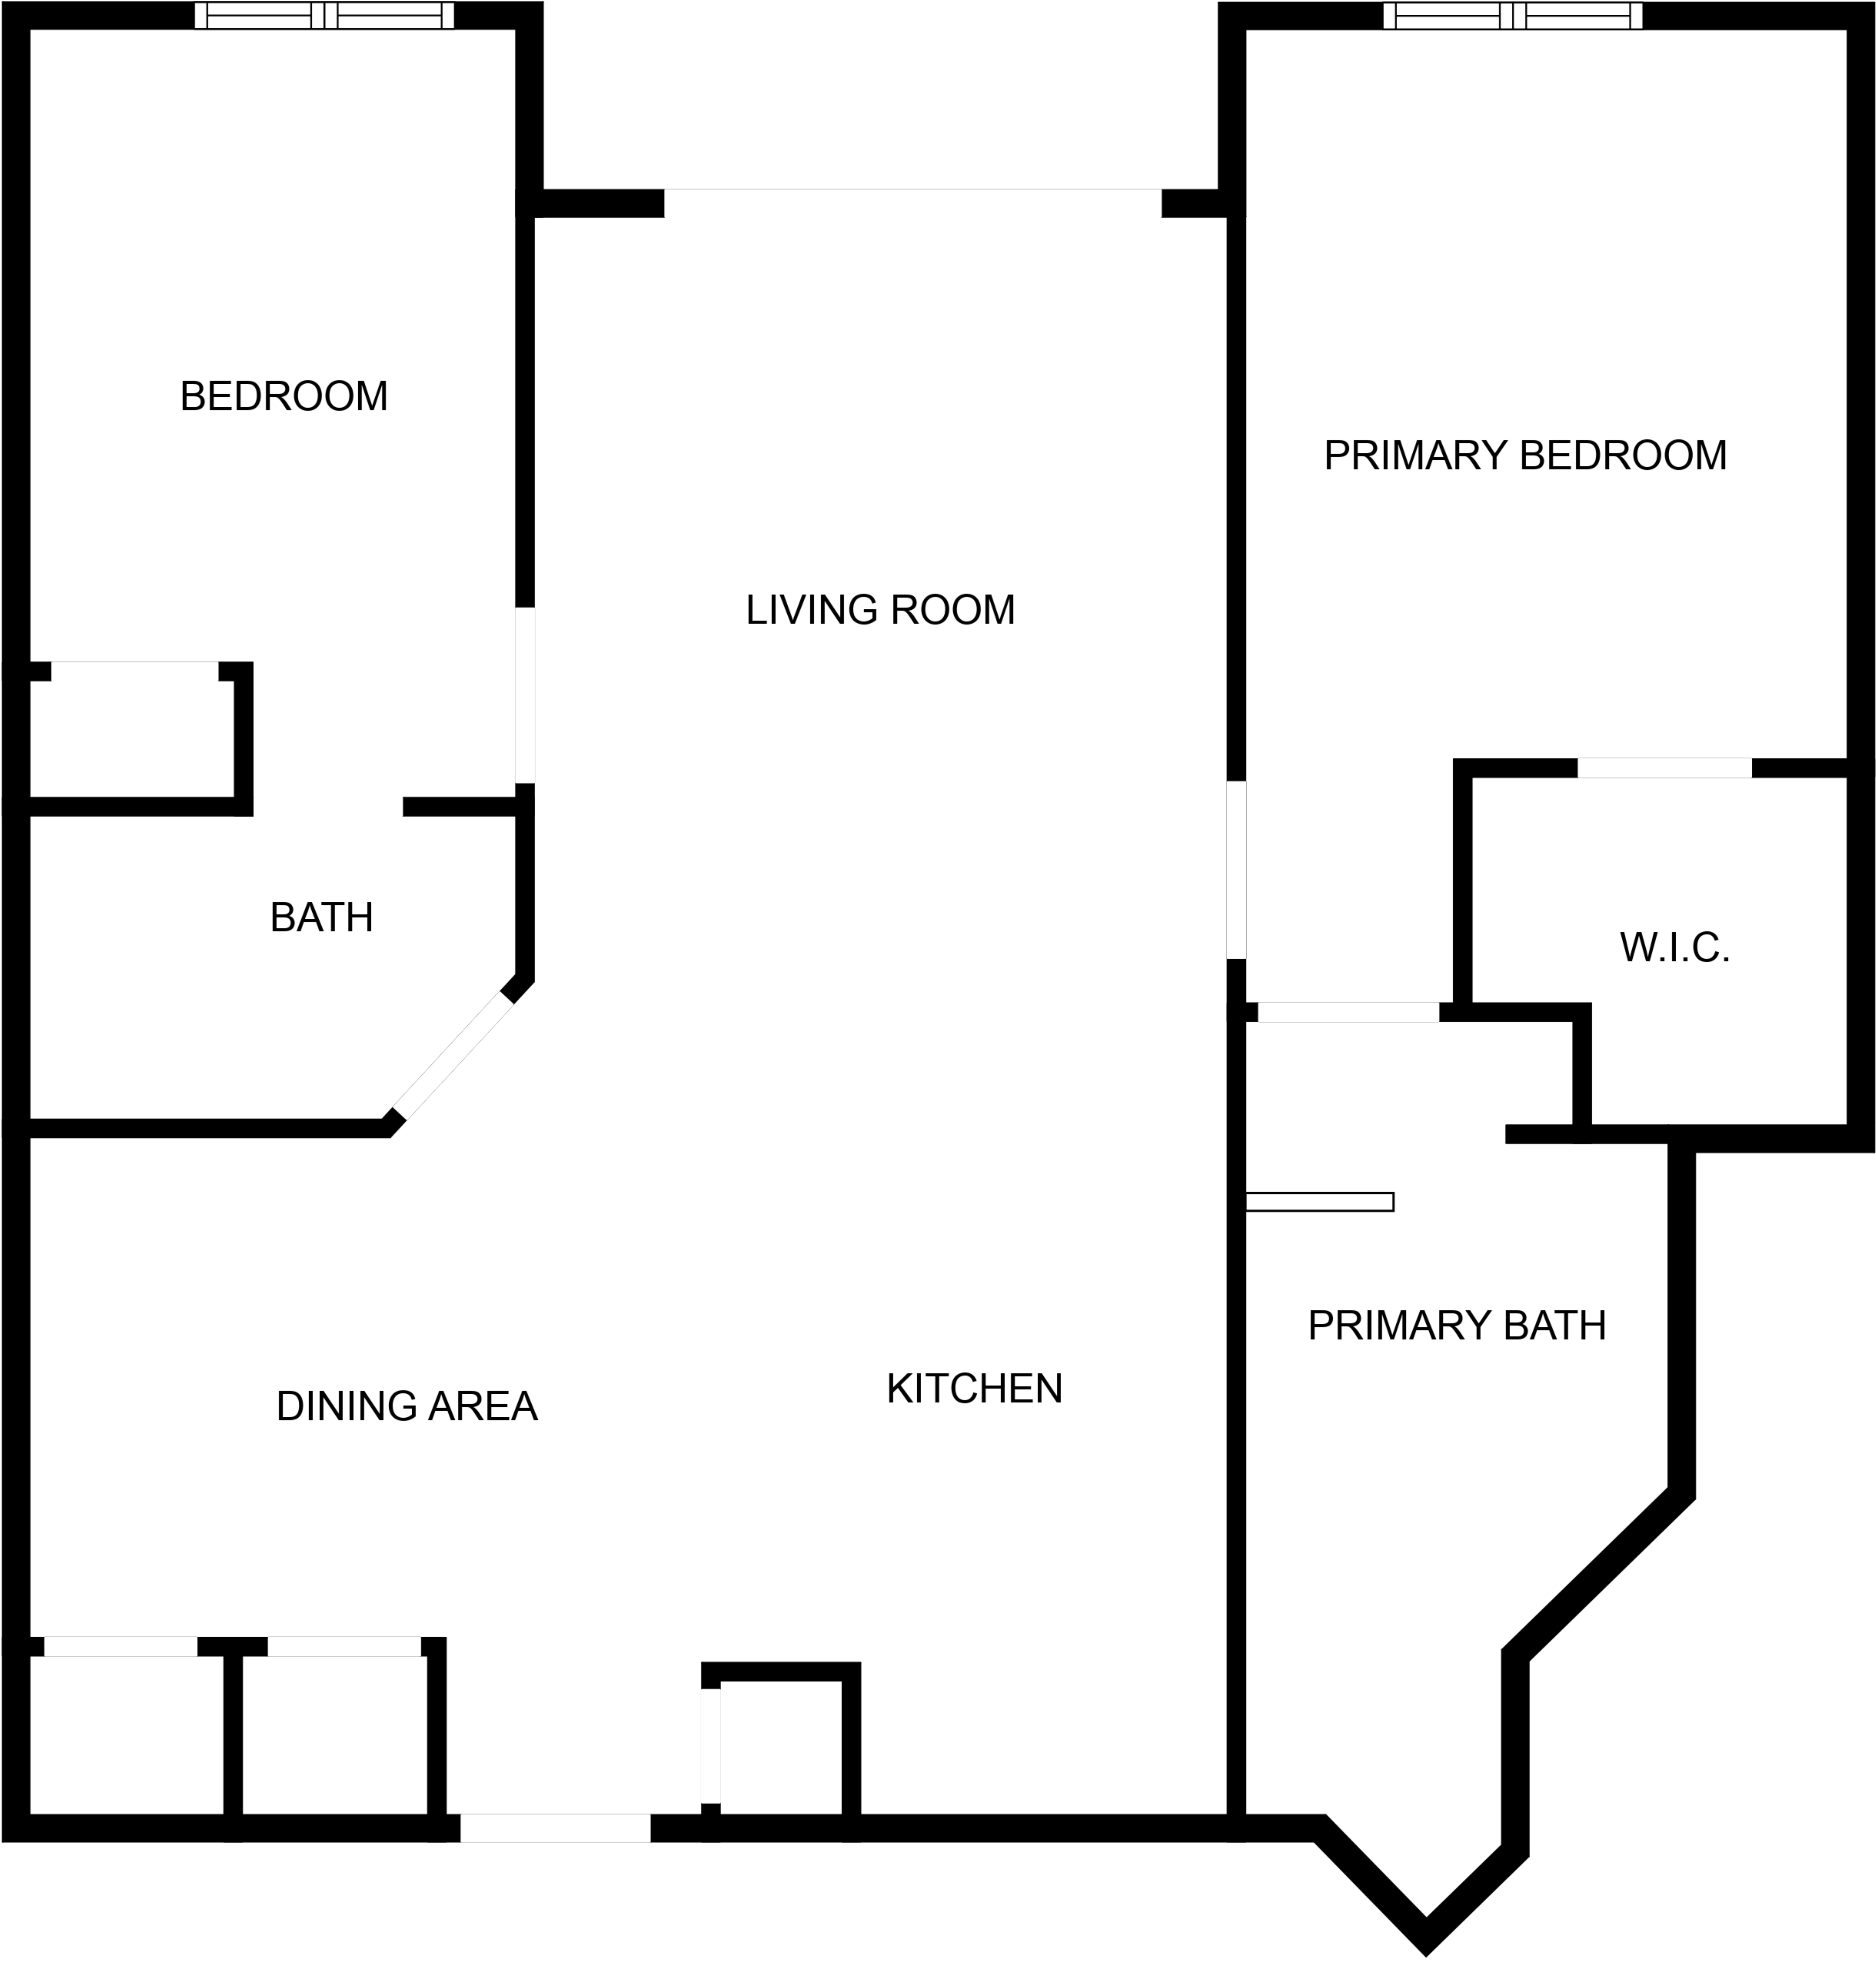 BEDROOM
PRIMARY BEDROOM
LIVING ROOM
BATH
W.I.C.
PRIMARY BATH
KITCHEN
DINING AREA